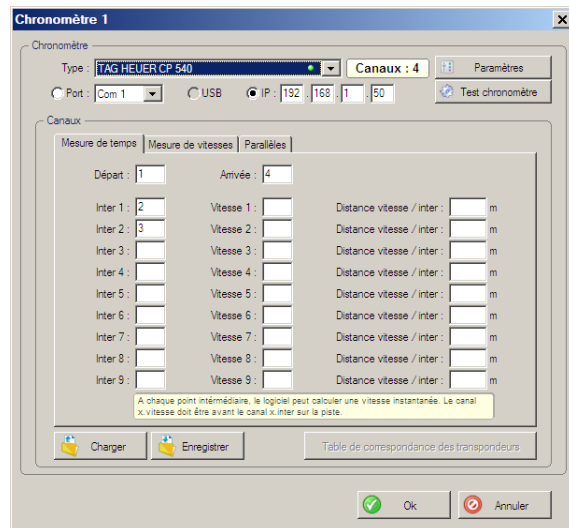 Chronomètre 1
Chronomètre
Type : TAG HEUER CP 540 Canaux : 4 Paramètres
Port : Com 1 USB IP : 192 . 168 . 1 . 50 Test chronomètre
Canaux
Mesure de temps Mesure de vitesses Parallèles
Départ : 1 Arrivée : 4
Inter 1 : 2 Vitesse 1 : Distance vitesse / inter : m
Inter 2 : 3 Vitesse 2 : Distance vitesse / inter : m
Inter 3 : Vitesse 3 : Distance vitesse / inter : m
Inter 4 : Vitesse 4 : Distance vitesse / inter : m
Inter 5 : Vitesse 5 : Distance vitesse / inter : m
Inter 6 : Vitesse 6 : Distance vitesse / inter : m
Inter 7 : Vitesse 7 : Distance vitesse / inter : m
Inter 8 : Vitesse 8 : Distance vitesse / inter : m
Inter 9 : Vitesse 9 : Distance vitesse / inter : m
A chaque point intérmédiaire, le logiciel peut calculer une vitesse instantanée. Le canal
x.vitesse doit être avant le canal x.inter sur la piste.
Charger Enregistrer Table de correspondance des transpondeurs
Ok Annuler